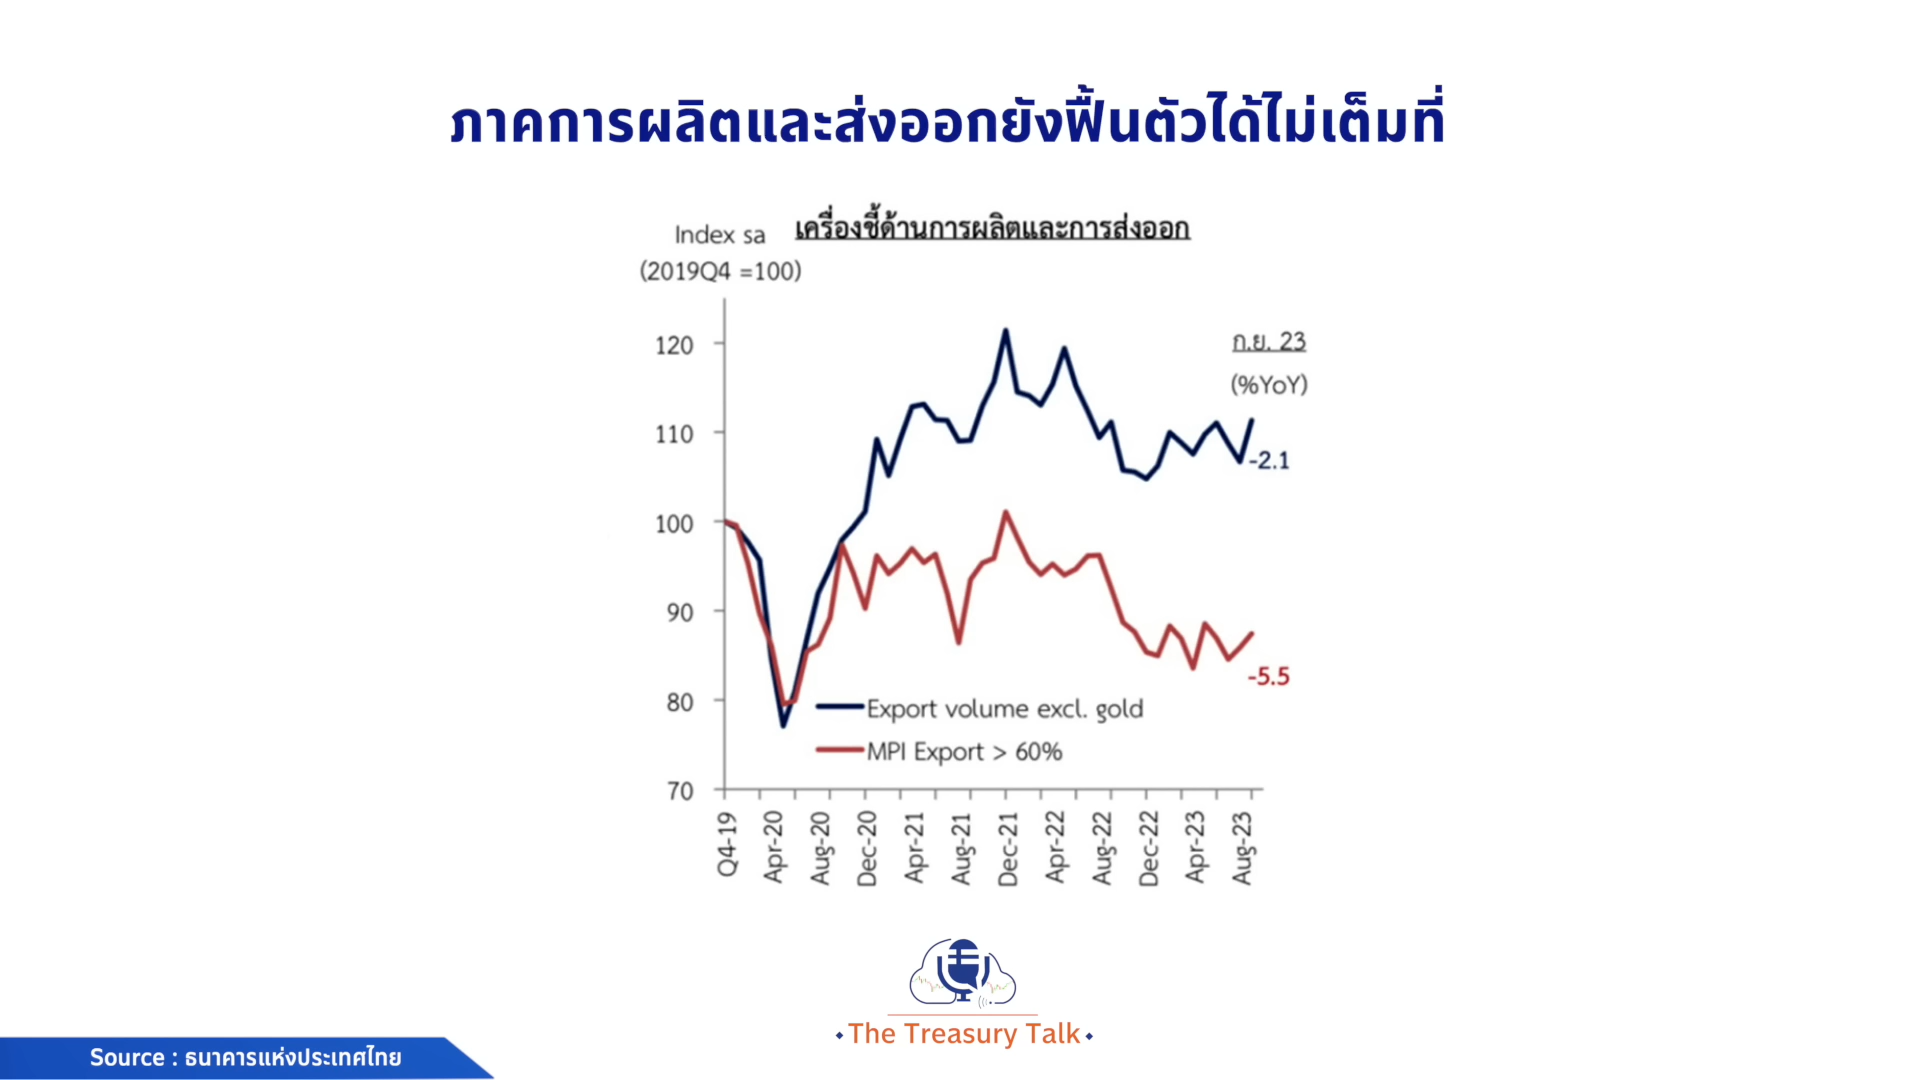 ภาคการผลิตและส่งออกยังฟื้นตัวได้ไม่เต็มที่
เครื่องชี้ด้านการผลิตและการส่งออก
Index sa
(2019Q4 =100)
ก.ย. 23
(%YoY)
120
110
100
90
80
70
-2.1
-5.5
Export volume excl. gold
MPI Export > 60%
Q4-19
Apr-20
Aug-20
Dec-20
Apr-21
Aug-21
Dec-21
Apr-22
Aug-22
Dec-22
Apr-23
Aug-23
The Treasury Talk
Source : ธนาคารแห่งประเทศไทย